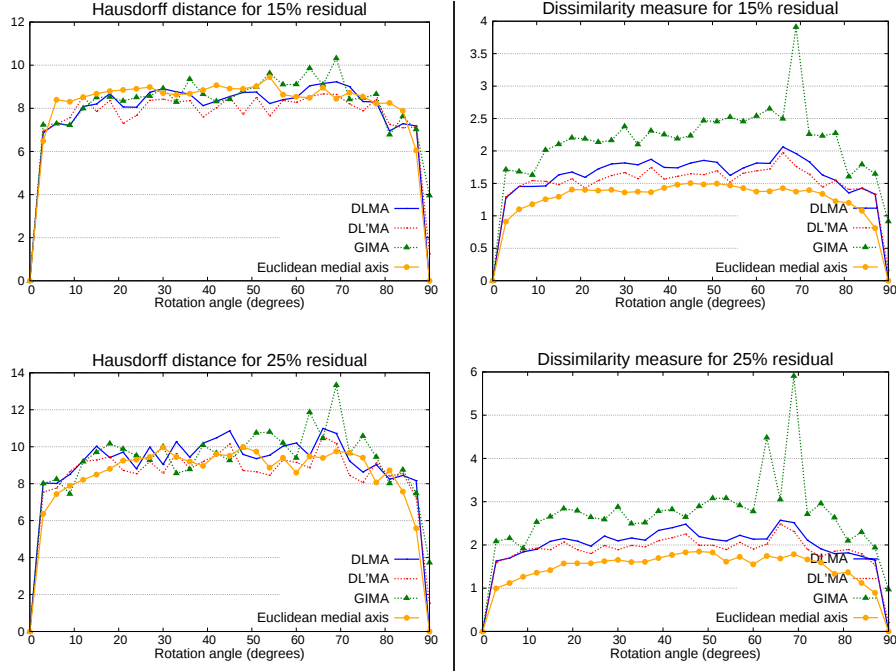 Hausdorff distance for 15% residual
12
10
8
6
4
2
0
DLMA
DL'MA
GIMA
Euclidean medial axis
0 10 20 30 40 50 60 70 80 90
Rotation angle (degrees)
Dissimilarity measure for 15% residual
4
3.5
3
2.5
2
1.5
1
0.5
0
DLMA
DL'MA
GIMA
Euclidean medial axis
0 10 20 30 40 50 60 70 80 90
Rotation angle (degrees)
Hausdorff distance for 25% residual
14
12
10
8
6
4
2
0
DLMA
DL'MA
GIMA
Euclidean medial axis
0 10 20 30 40 50 60 70 80 90
Rotation angle (degrees)
Dissimilarity measure for 25% residual
6
5
4
3
2
1
0
DLMA
DL'MA
GIMA
Euclidean medial axis
0 10 20 30 40 50 60 70 80 90
Rotation angle (degrees)